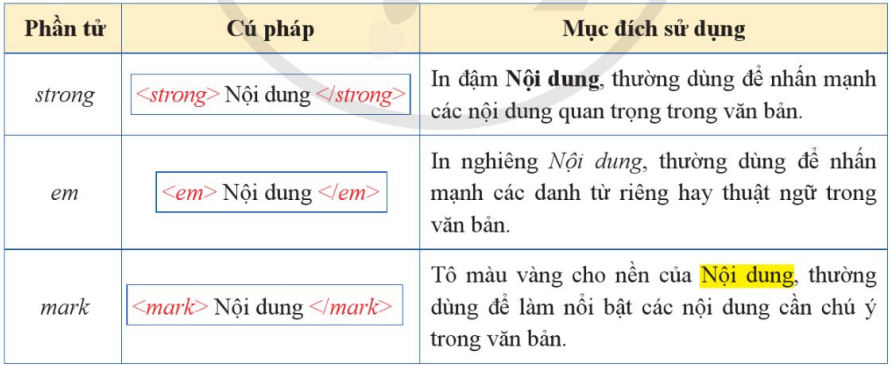 Phần tử Cú pháp Mục đích sử dụng
strong <strong> Nội dung </strong> In đậm Nội dung, thường dùng để nhấn mạnh
các nội dung quan trọng trong văn bản.
em <em> Nội dung </em> In nghiêng Nội dung, thường dùng để nhấn
mạnh các danh từ riêng hay thuật ngữ trong
văn bản.
mark <mark> Nội dung </mark> Tô màu vàng cho nền của Nội dung, thường
dùng để làm nổi bật các nội dung cần chú ý
trong văn bản.